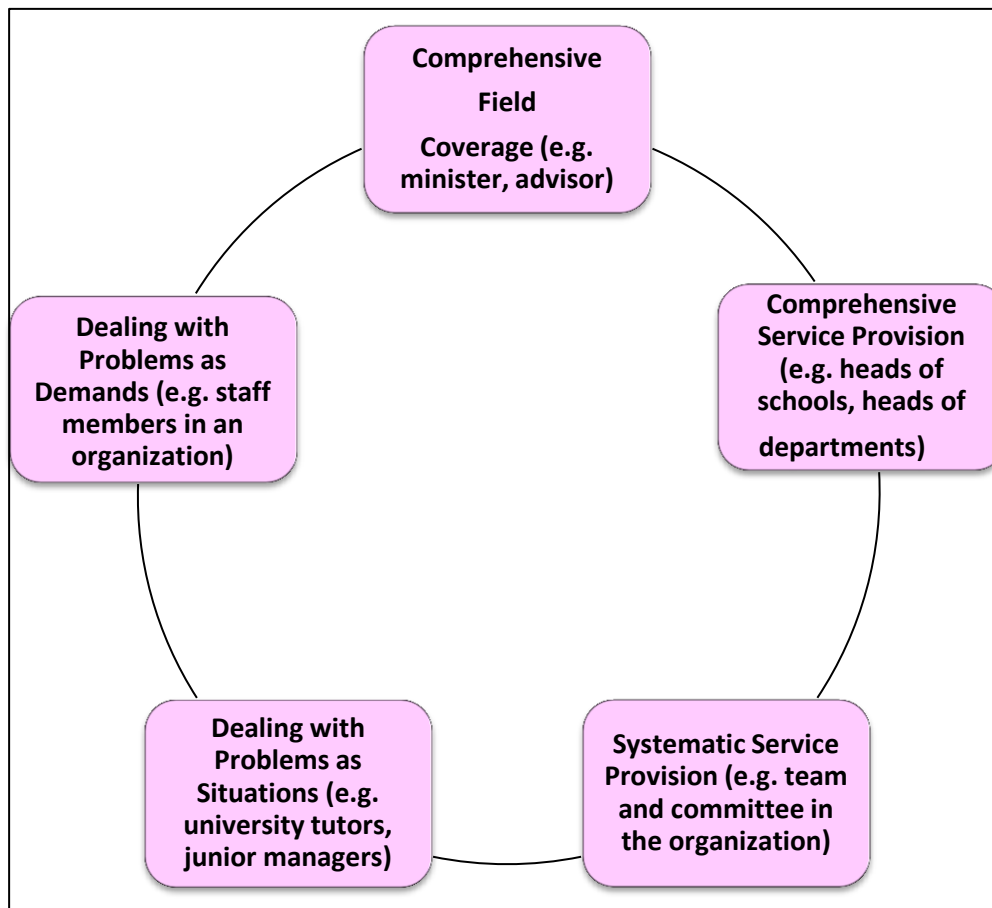 Comprehensive
Field
Coverage (e.g.
minister, advisor)
Comprehensive
Service Provision
(e.g. heads of
schools, heads of
departments)
Systematic Service
Provision (e.g. team
and committee in
the organization)
Dealing with
Problems as
Situations (e.g.
university tutors,
junior managers)
Dealing with
Problems as
Demands (e.g. staff
members in an
organization)